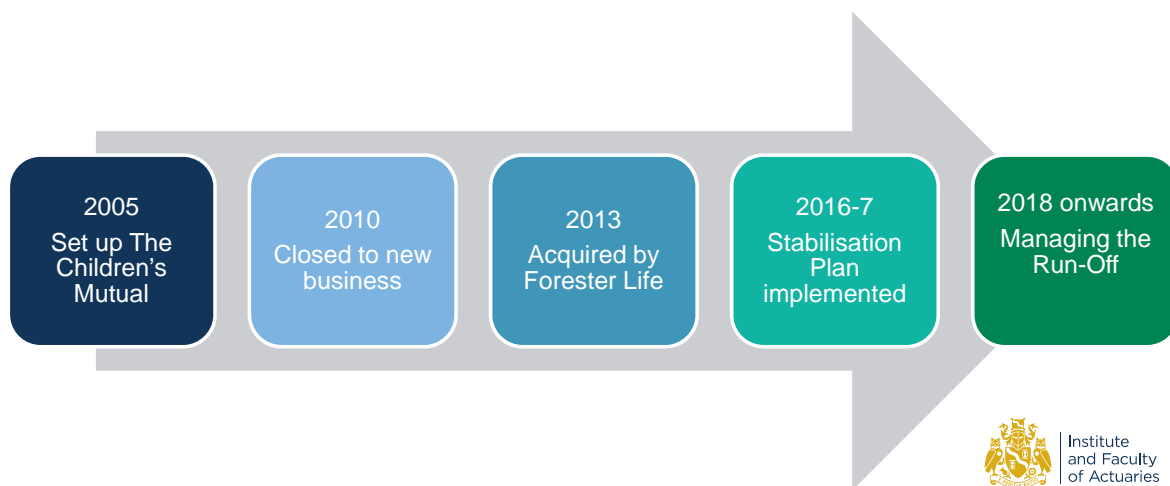 2005
Set up The
Children's
Mutual
2010
Closed to new
business
2013
Acquired by
Forester Life
2016-7
Stabilisation
Plan
implemented
2018 onwards
Managing the
Run-Off
Institute
and Faculty
of Actuaries